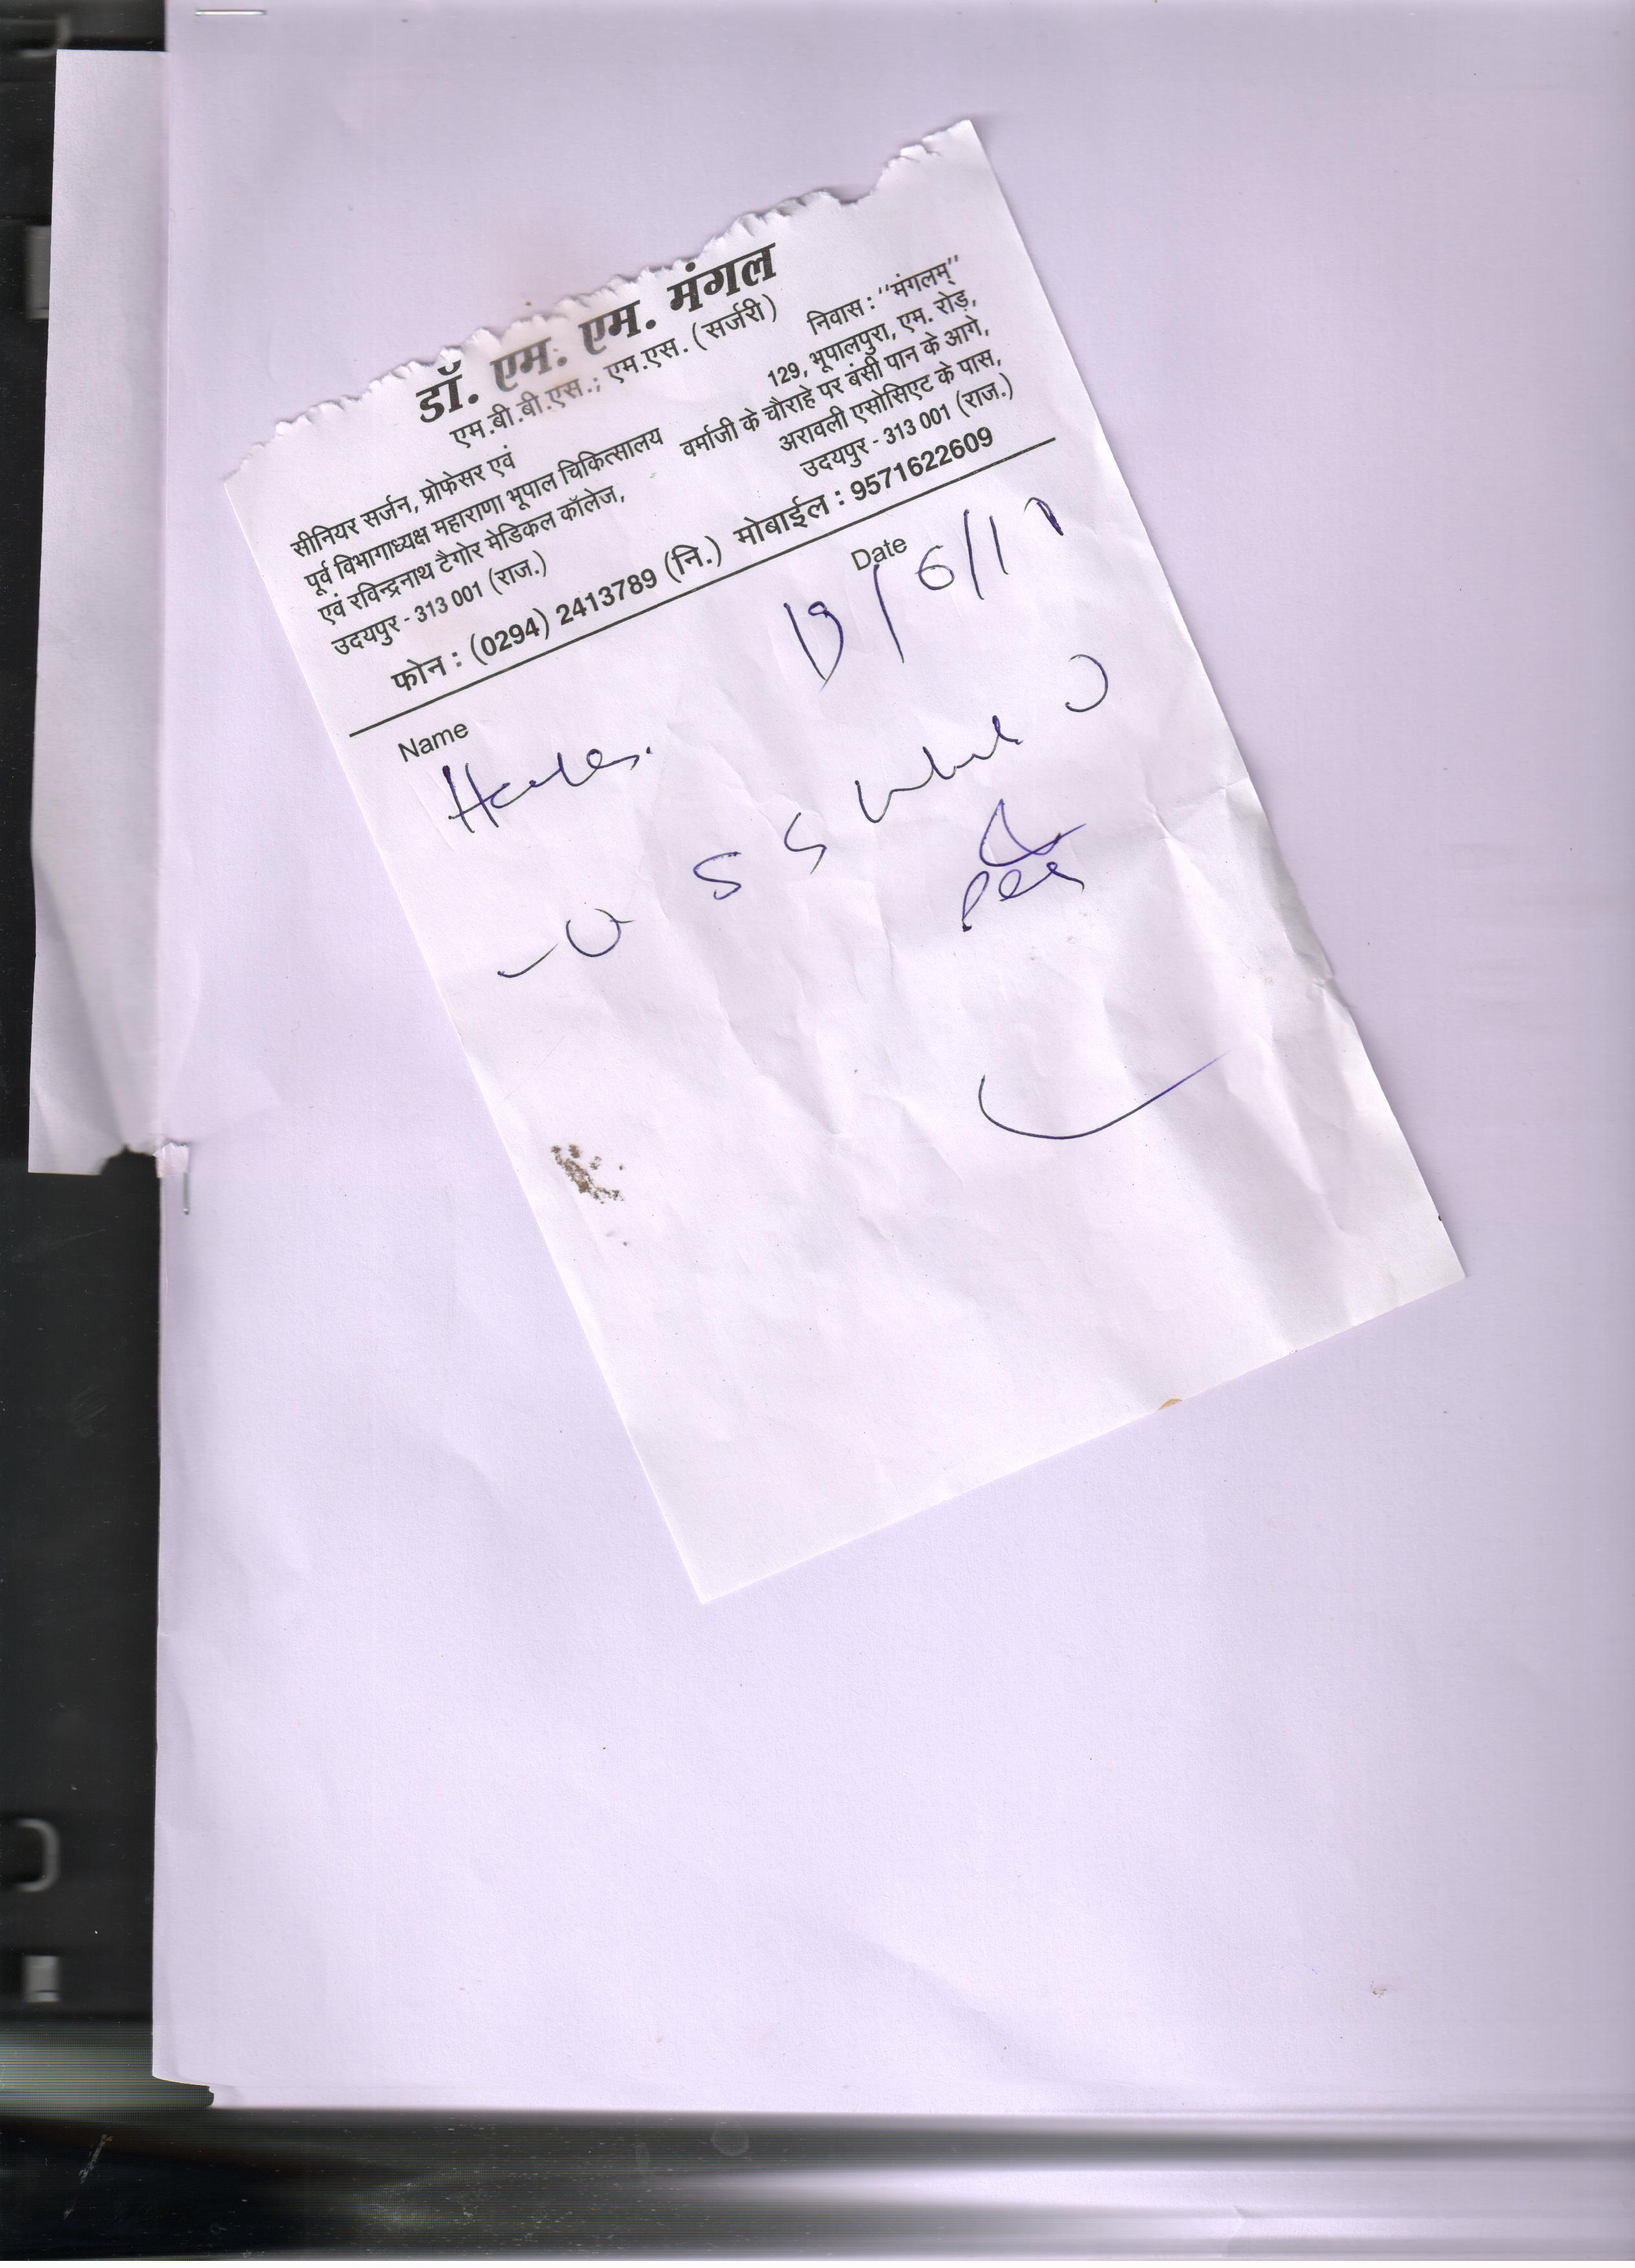 डॉ. एम. एम. मंगल
एम.बी.बी.एस.; एम.एस. (सर्जरी)
सीनियर सर्जन, प्रोफेसर एवं
पूर्व विभागाध्यक्ष महाराणा भूपाल चिकित्सालय
एवं रविन्द्रनाथ टैगोर मेडिकल कॉलेज,
उदयपुर - 313 001 (राज.)
निवास : "मंगलम्"
129, भूपालपुरा, एम. रोड़,
वर्माजी के चौराहे पर बंसी पान के आगे,
अरावली एसोसिएट के पास,
उदयपुर - 313 001 (राज.)
फोन : (0294) 2413789 (नि.) मोबाईल : 9571622609
Name
Date
U S S